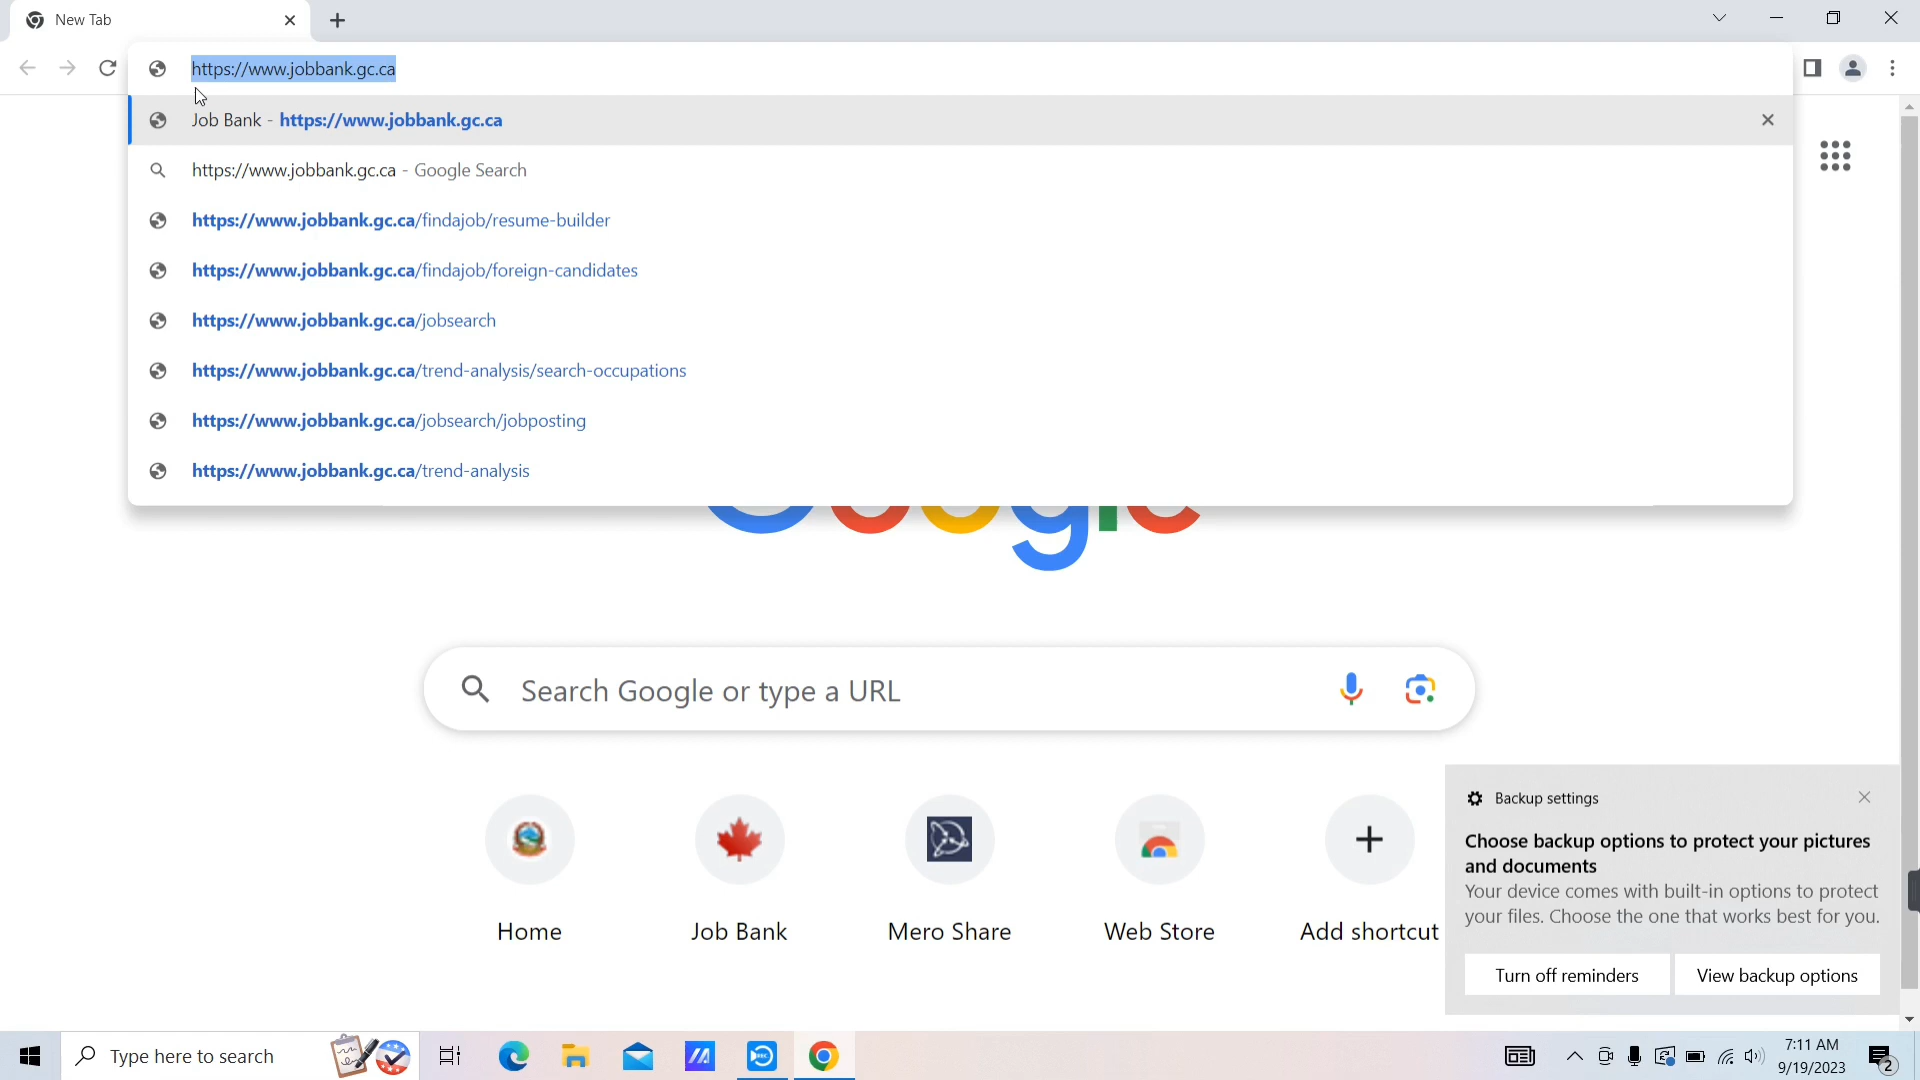 New Tab
https://www.jobbank.gc.ca
Job Bank - https://www.jobbank.gc.ca
https://www.jobbank.gc.ca - Google Search
https://www.jobbank.gc.ca/findajob/resume-builder
https://www.jobbank.gc.ca/findajob/foreign-candidates
https://www.jobbank.gc.ca/jobsearch
https://www.jobbank.gc.ca/trend-analysis/search-occupations
https://www.jobbank.gc.ca/jobsearch/jobposting
https://www.jobbank.gc.ca/trend-analysis
Google
Search Google or type a URL
Home
Job Bank
Mero Share
Web Store
Add shortcut
Backup settings
Choose backup options to protect your pictures
and documents
Your device comes with built-in options to protect
your files. Choose the one that works best for you.
Turn off reminders
View backup options
Type here to search
REC
7:11 AM
9/19/2023
2